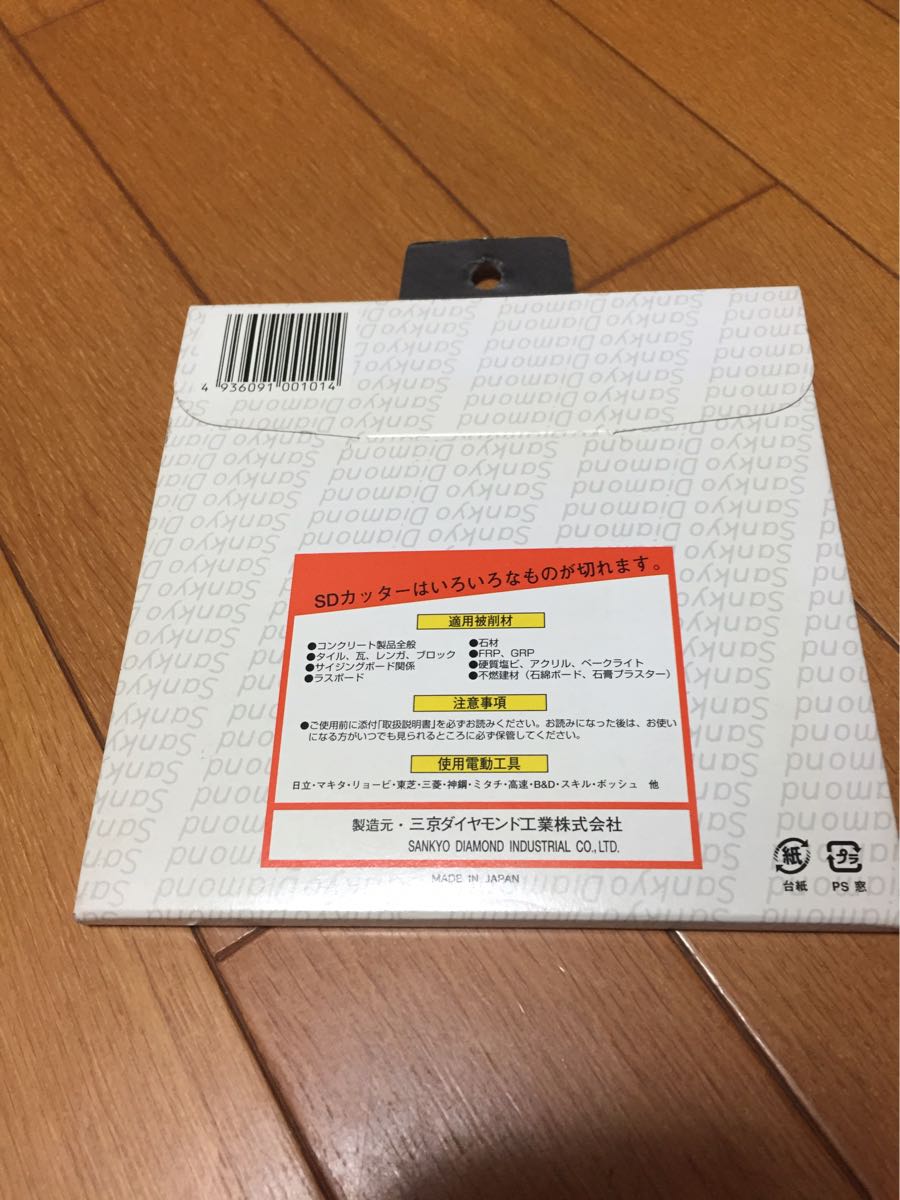 4 936091 001014
Sankyo Diamond
SDカッターはいろいろなものが切れます。
適用被削材
●コンクリート製品全般
●タイル、瓦、レンガ、ブロック
●サイジングボード関係
●ラスボード
●石材
●FRP、GRP
●硬質塩ビ、アクリル、ベークライト
●不燃建材（石綿ボード、石膏プラスター）
注意事項
●ご使用前に添付「取扱説明書」を必ずお読みください。お読みになった後は、お使い
になる方がいつでも見られるところに必ず保管してください。
使用電動工具
日立・マキタ・リョービ・東芝・三菱・神鋼・ミタチ・高速・B&D・スキル・ボッシュ 他
製造元・三京ダイヤモンド工業株式会社
SANKYO DIAMOND INDUSTRIAL CO., LTD.
MADE IN JAPAN
紙
台紙
プラ
PS 窓